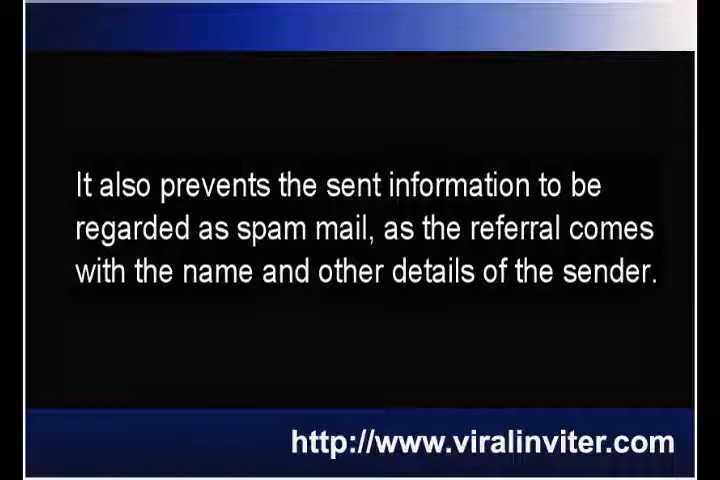 It also prevents the sent information to be
regarded as spam mail, as the referral comes
with the name and other details of the sender.
http://www.viralinviter.com